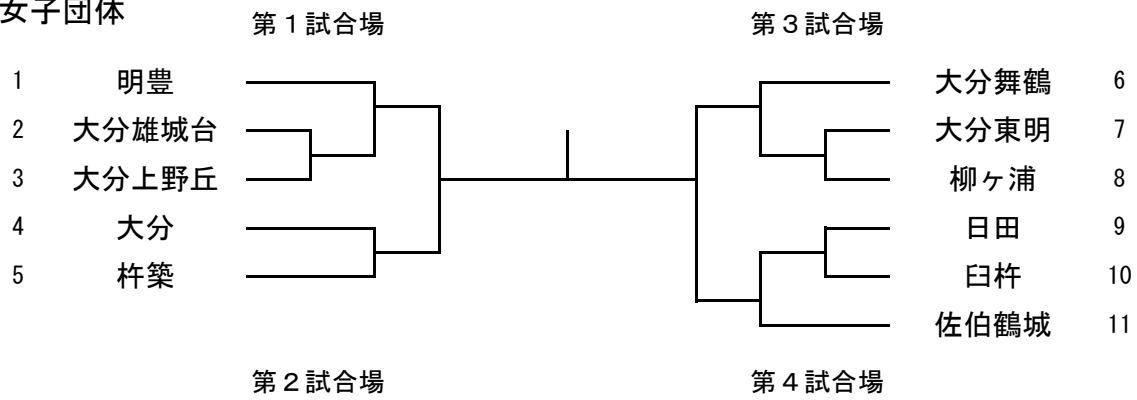 女子団体
第１試合場 第３試合場
1 明豊 大分舞鶴 6
2 大分雄城台 大分東明 7
3 大分上野丘 柳ヶ浦 8
4 大分 日田 9
5 杵築 臼杵 10
佐伯鶴城 11
第２試合場 第４試合場